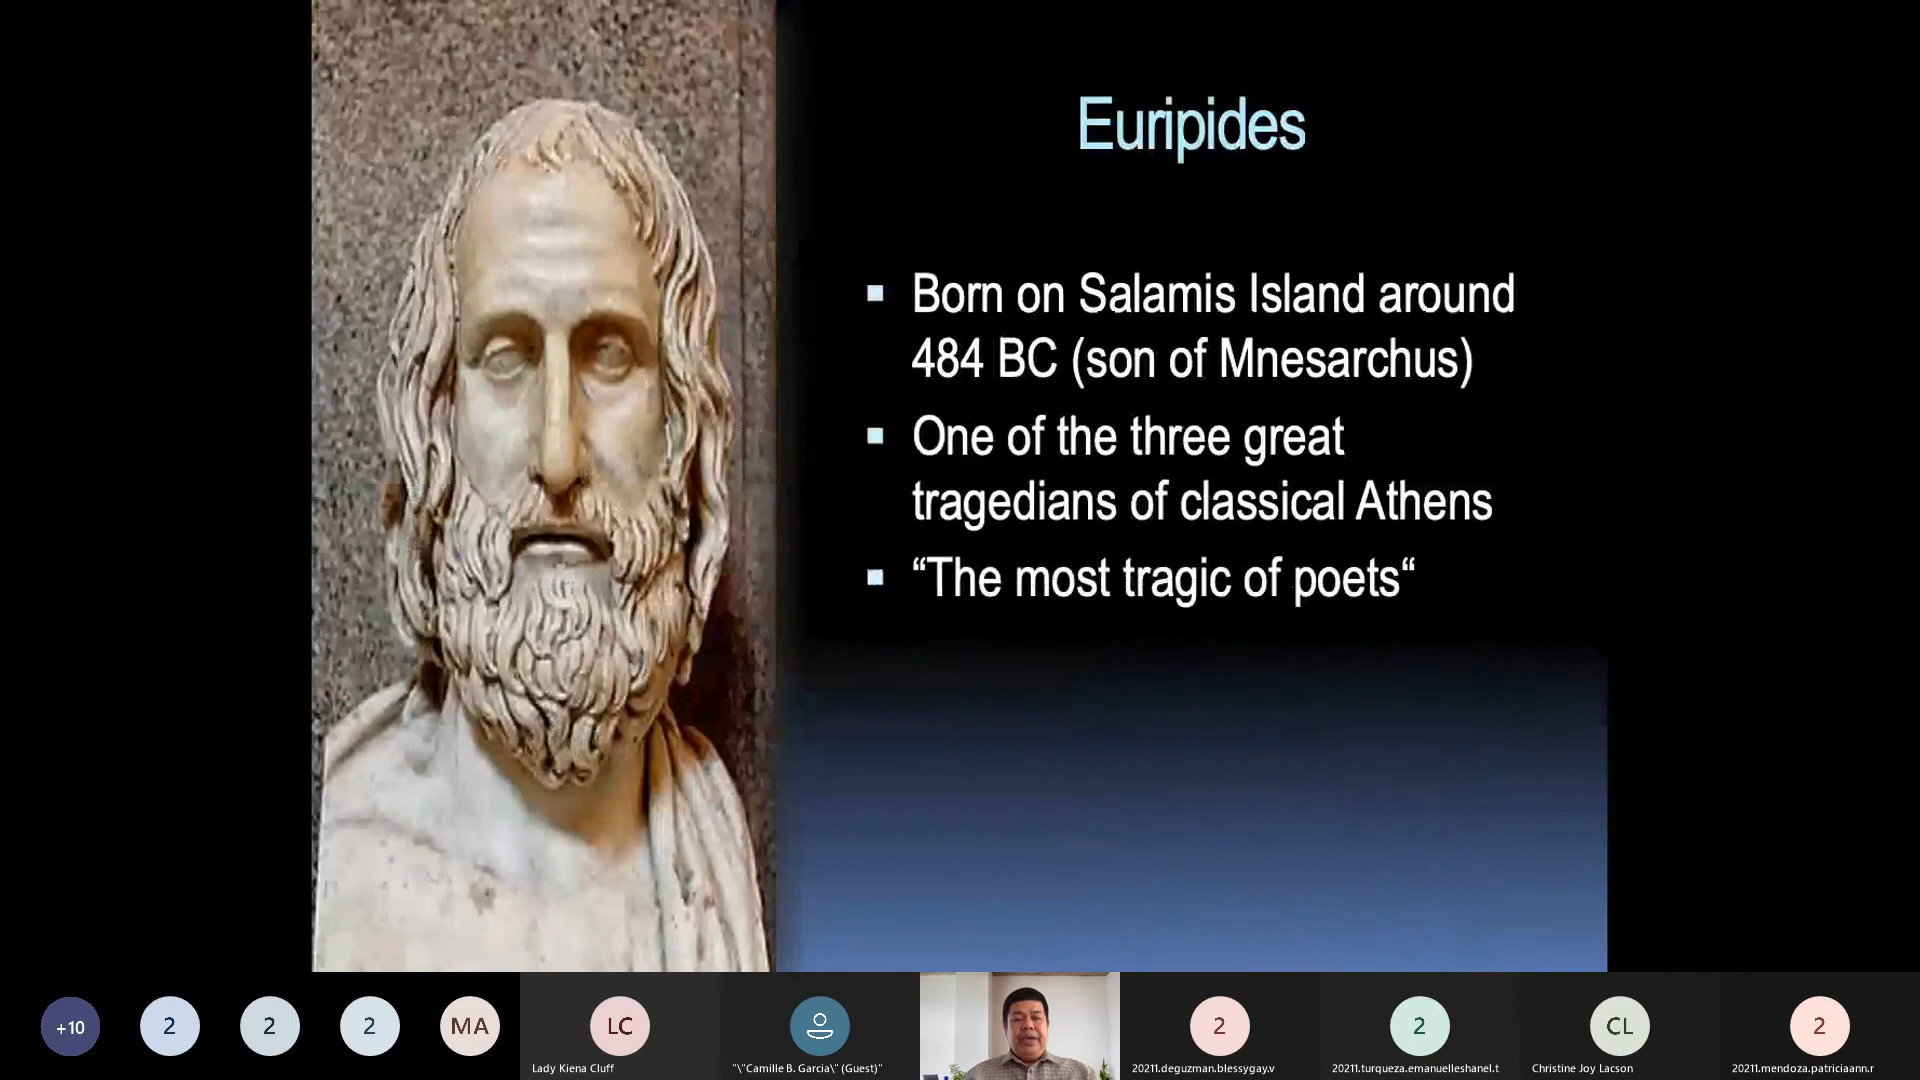 Euripides
Born on Salamis Island around
484 BC (son of Mnesarchus)
One of the three great
tragedians of classical Athens
“The most tragic of poets“
+10
2
2
2
MA
LC
Lady Kiena Cluff
"\"Camille B. Garcia\" (Guest)"
2
20211.deguzman.blessygay.v
2
20211.turqueza.emanuelleshanel.t
CL
Christine Joy Lacson
2
20211.mendoza.patriciaann.r